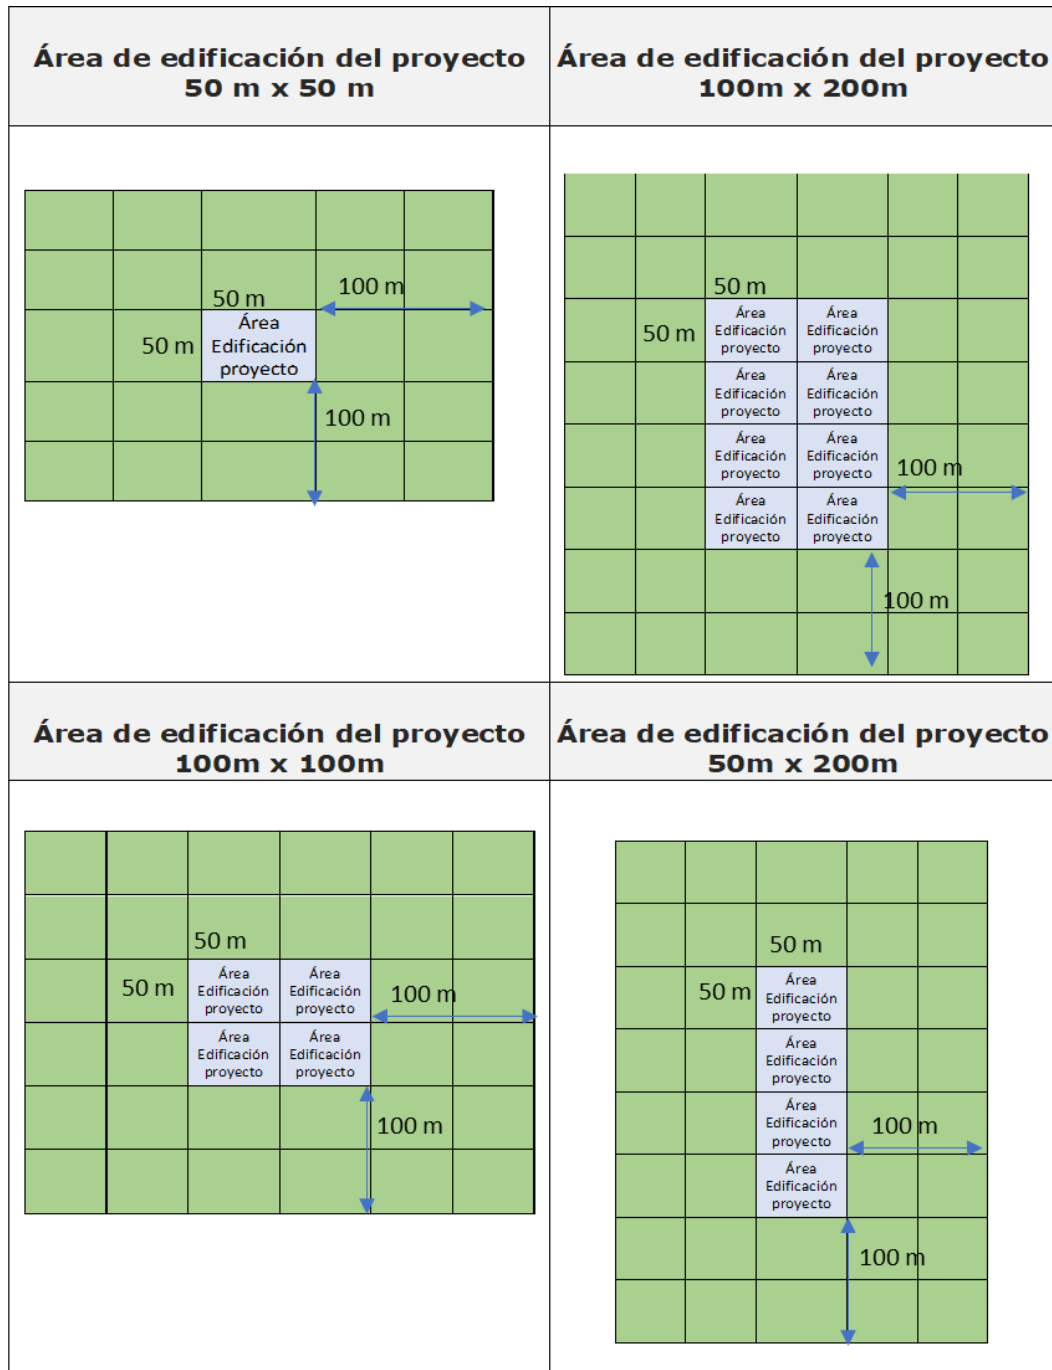 Área de edificación del proyecto
50 m x 50 m
Área de edificación del proyecto
100m x 200m
50 m
100 m
50 m
Área
Edificación
proyecto
100 m
50 m
50 m
Área
Edificación
proyecto
Área
Edificación
proyecto
Área
Edificación
proyecto
Área
Edificación
proyecto
Área
Edificación
proyecto
Área
Edificación
proyecto
100 m
Área
Edificación
proyecto
Área
Edificación
proyecto
100 m
Área de edificación del proyecto
100m x 100m
Área de edificación del proyecto
50m x 200m
50 m
50 m
Área
Edificación
proyecto
Área
Edificación
proyecto
100 m
Área
Edificación
proyecto
Área
Edificación
proyecto
100 m
50 m
50 m
Área
Edificación
proyecto
Área
Edificación
proyecto
Área
Edificación
proyecto
100 m
Área
Edificación
proyecto
100 m